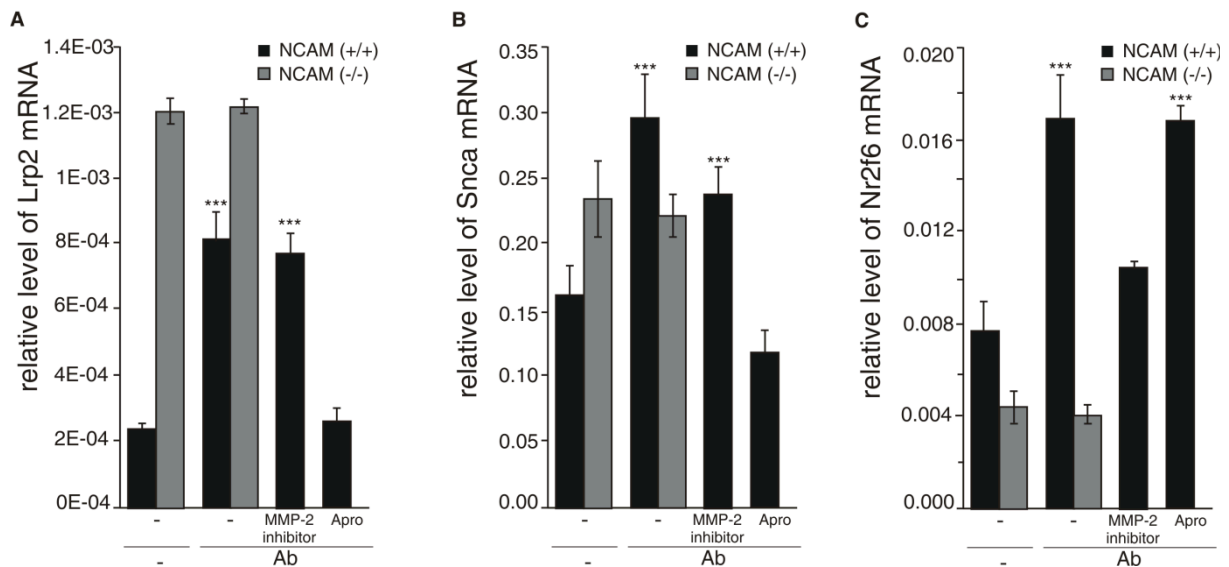 A
relative level of Lrp2 mRNA
1.4E-03
1.2E-03
1E-03
8E-04
6E-04
4E-04
2E-04
0E-04
NCAM (+/+)
NCAM (-/-)
***
***
-
-
MMP-2
inhibitor
Apro
-
Ab
B
relative level of Snca mRNA
0.35
0.30
0.25
0.20
0.15
0.10
0.05
0.00
NCAM (+/+)
NCAM (-/-)
***
***
-
-
MMP-2
inhibitor
Apro
-
Ab
C
relative level of Nr2f6 mRNA
0.020
0.016
0.012
0.008
0.004
0.000
NCAM (+/+)
NCAM (-/-)
***
***
-
-
MMP-2
inhibitor
Apro
-
Ab